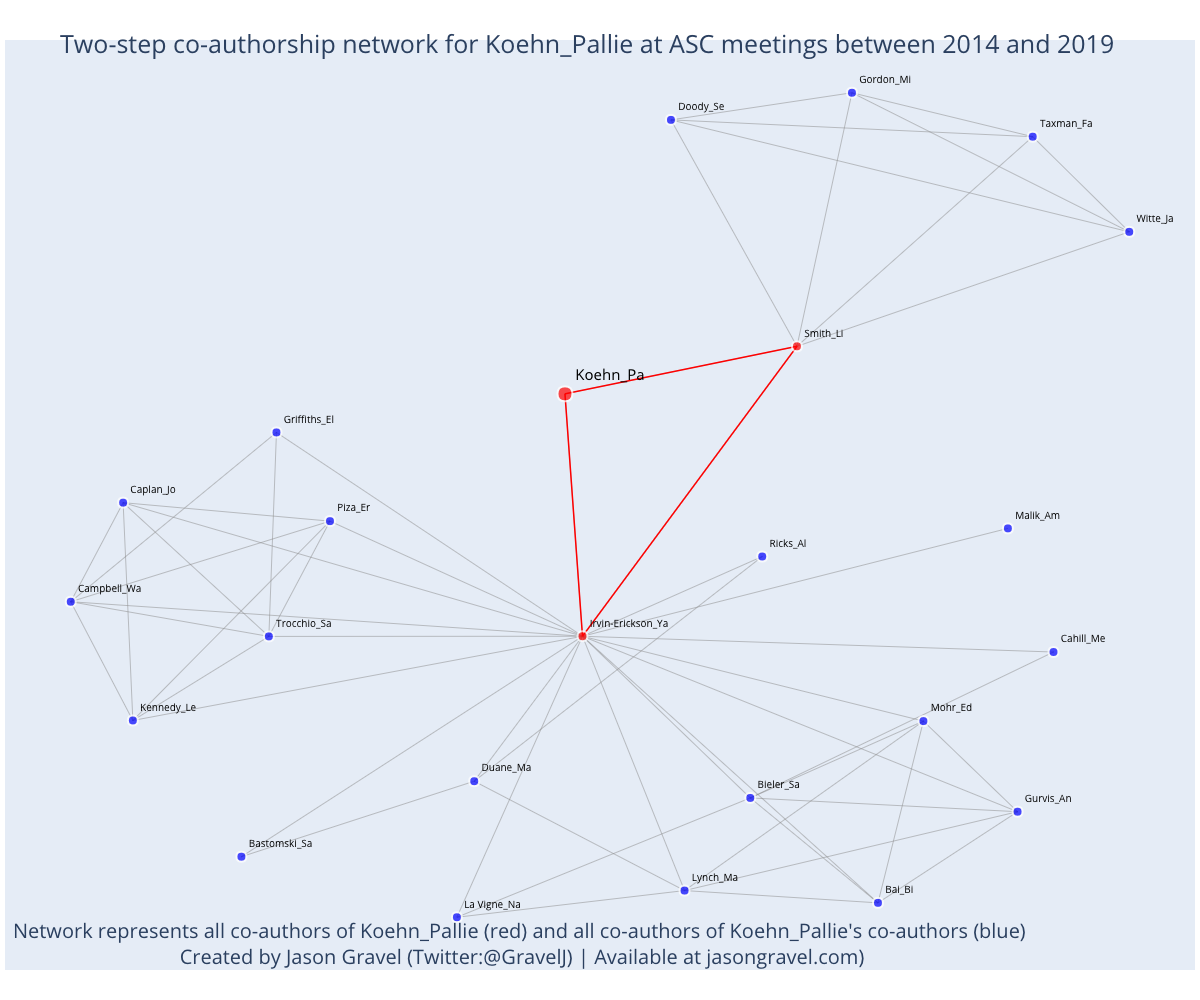 Two-step co-authorship network for Koehn_Pallie at ASC meetings between 2014 and 2019
Gordon_Mi
Doody_Se
Taxman_Fa
Witte_Ja
Smith_Li
Koehn_Pa
Griffiths_El
Caplan_Jo
Piza_Er
Malik_Am
Ricks_Al
Campbell_Wa
Trocchio_Sa
Irvin-Erickson_Ya
Cahill_Me
Kennedy_Le
Mohr_Ed
Duane_Ma
Bieler_Sa
Gurvis_An
Bastomski_Sa
Lynch_Ma
Bai_Bi
La Vigne_Na
Network represents all co-authors of Koehn_Pallie (red) and all co-authors of Koehn_Pallie's co-authors (blue)
Created by Jason Gravel (Twitter:@GravelJ) | Available at jasongravel.com)